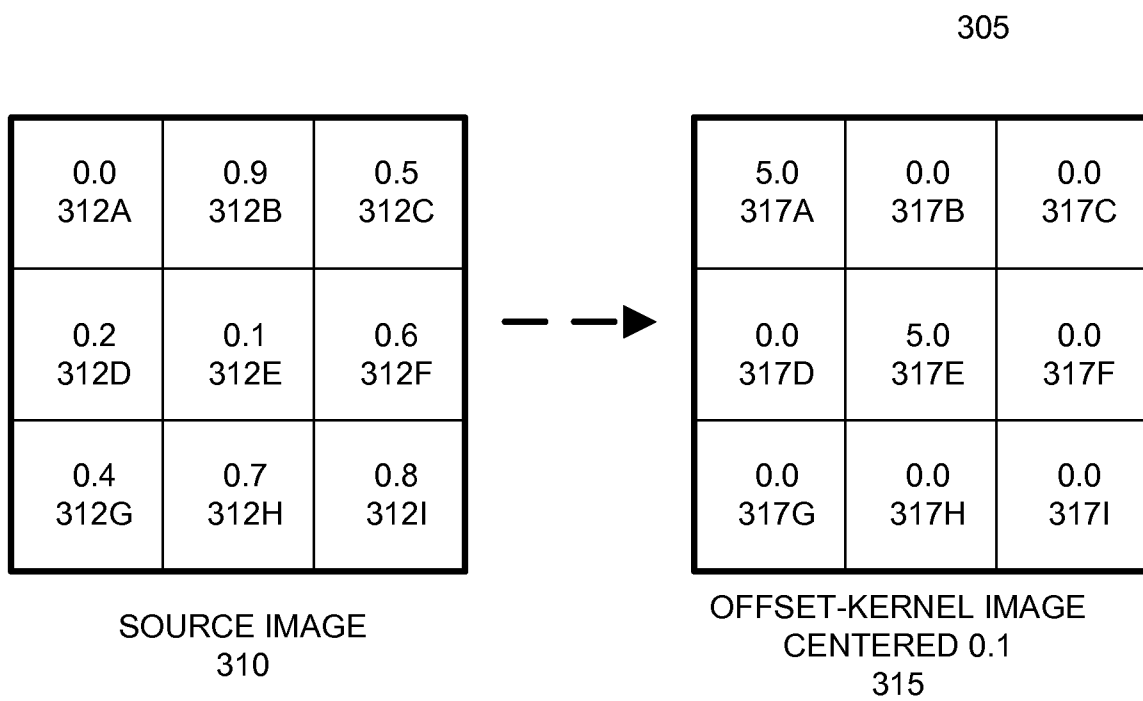 305
0.0 0.9 0.5
312A 312B 312C
0.2 0.1 0.6
312D 312E 312F
0.4 0.7 0.8
312G 312H 312I
SOURCE IMAGE
310
5.0 0.0 0.0
317A 317B 317C
0.0 5.0 0.0
317D 317E 317F
0.0 0.0 0.0
317G 317H 317I
OFFSET-KERNEL IMAGE
CENTERED 0.1
315